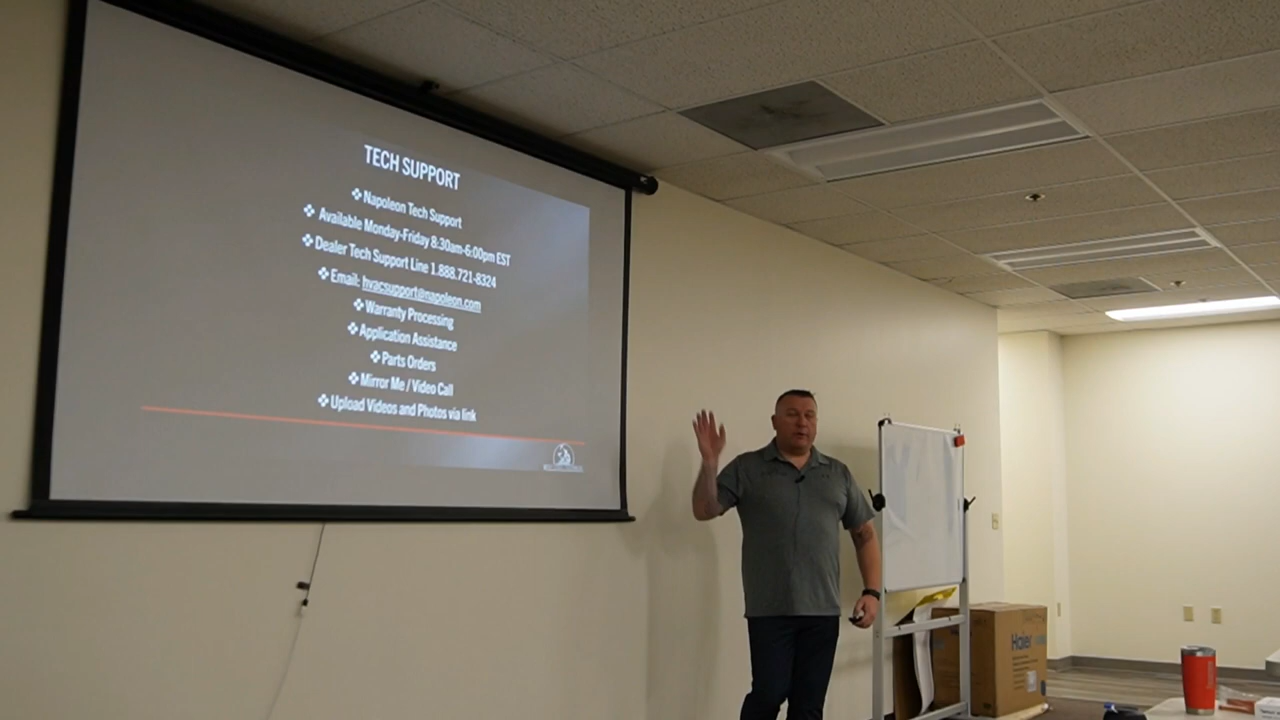 TECH SUPPORT
❖ Napoleon Tech Support
❖ Available Monday-Friday 8:30am-6:00pm EST
❖ Dealer Tech Support Line 1.888.721-8324
❖ Email: hvacsupport@napoleon.com
❖ Warranty Processing
❖ Application Assistance
❖ Parts Orders
❖ Mirror Me / Video Call
❖ Upload Videos and Photos via link
Haier